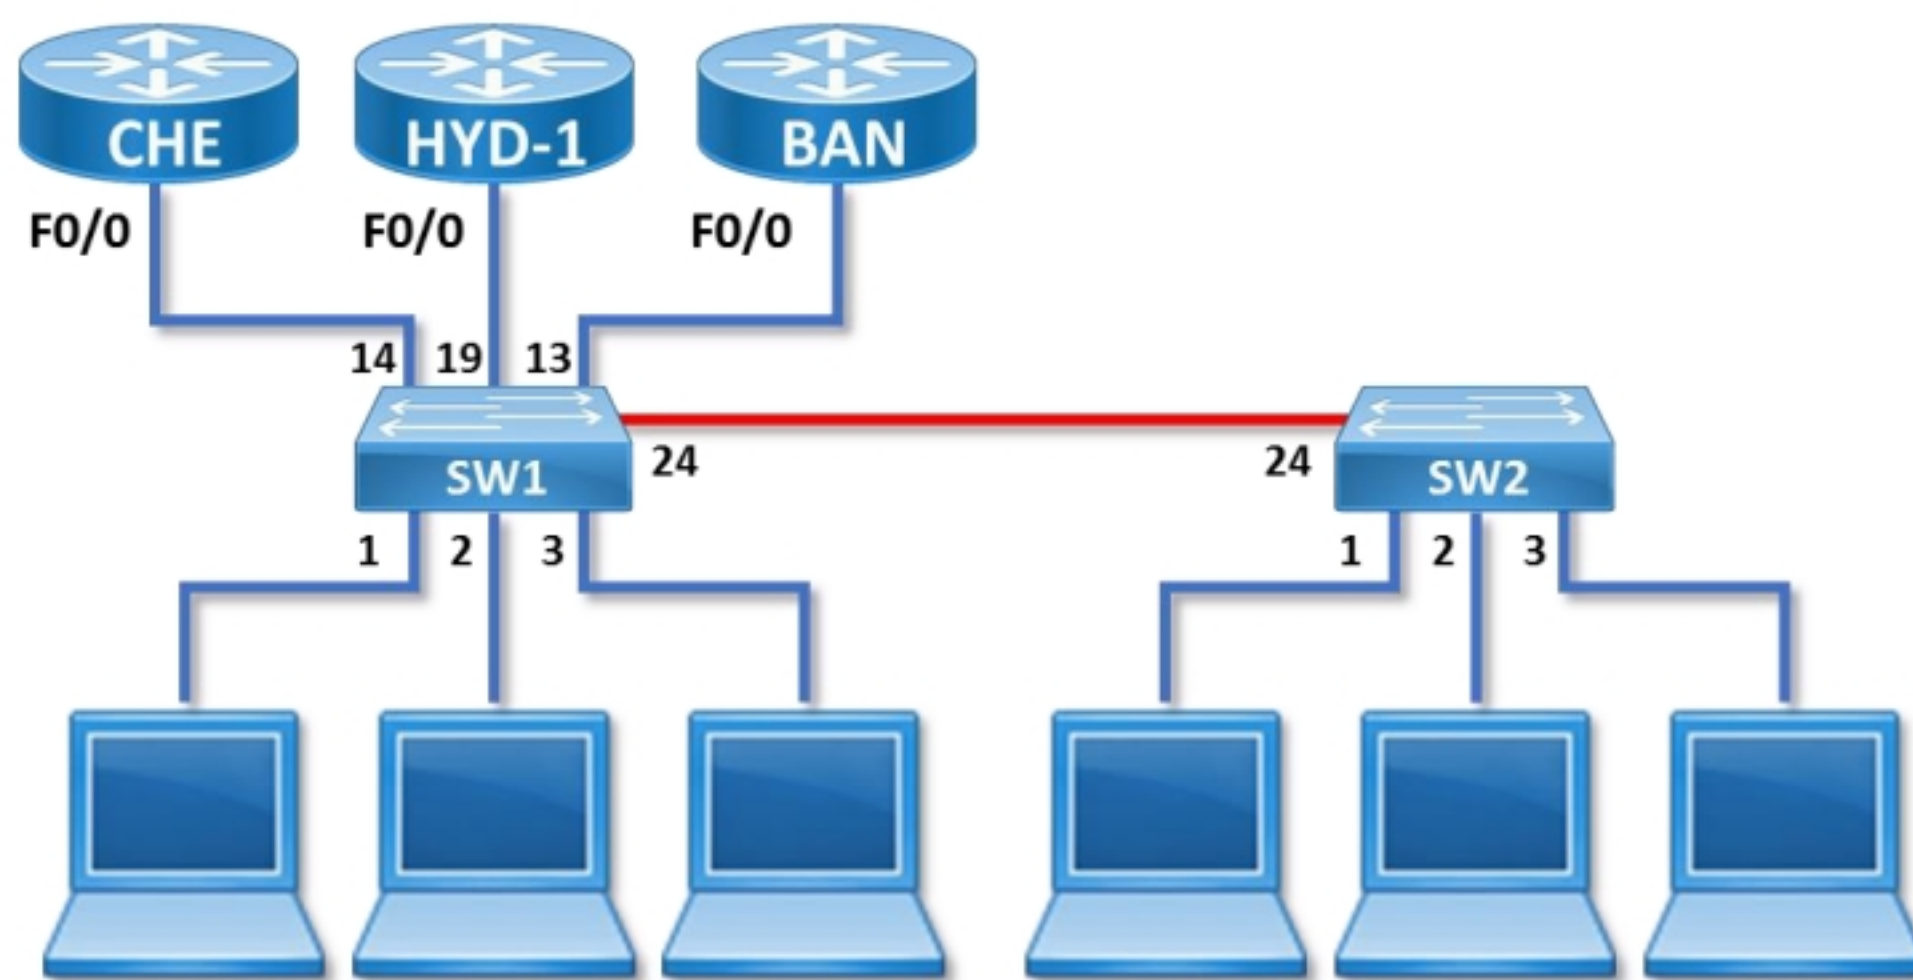 CHE HYD-1 BAN
F0/0 F0/0 F0/0
14 19 13
24 24
SW1 SW2
1 2 3 1 2 3